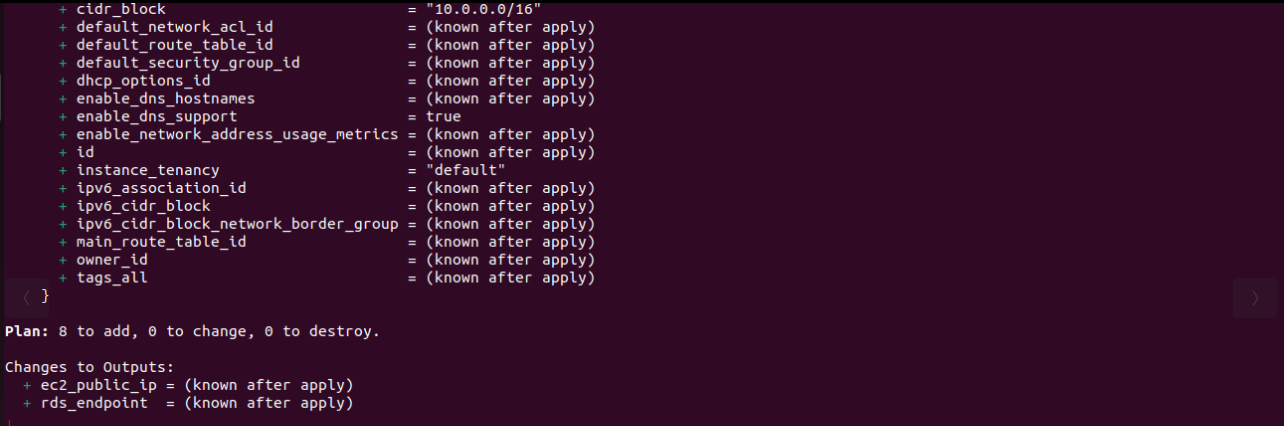 + cidr_block = "10.0.0.0/16"
+ default_network_acl_id = (known after apply)
+ default_route_table_id = (known after apply)
+ default_security_group_id = (known after apply)
+ dhcp_options_id = (known after apply)
+ enable_dns_hostnames = (known after apply)
+ enable_dns_support = true
+ enable_network_address_usage_metrics = (known after apply)
+ id = (known after apply)
+ instance_tenancy = "default"
+ ipv6_association_id = (known after apply)
+ ipv6_cidr_block = (known after apply)
+ ipv6_cidr_block_network_border_group = (known after apply)
+ main_route_table_id = (known after apply)
+ owner_id = (known after apply)
+ tags_all = (known after apply)
}
Plan: 8 to add, 0 to change, 0 to destroy.
Changes to Outputs:
+ ec2_public_ip = (known after apply)
+ rds_endpoint = (known after apply)